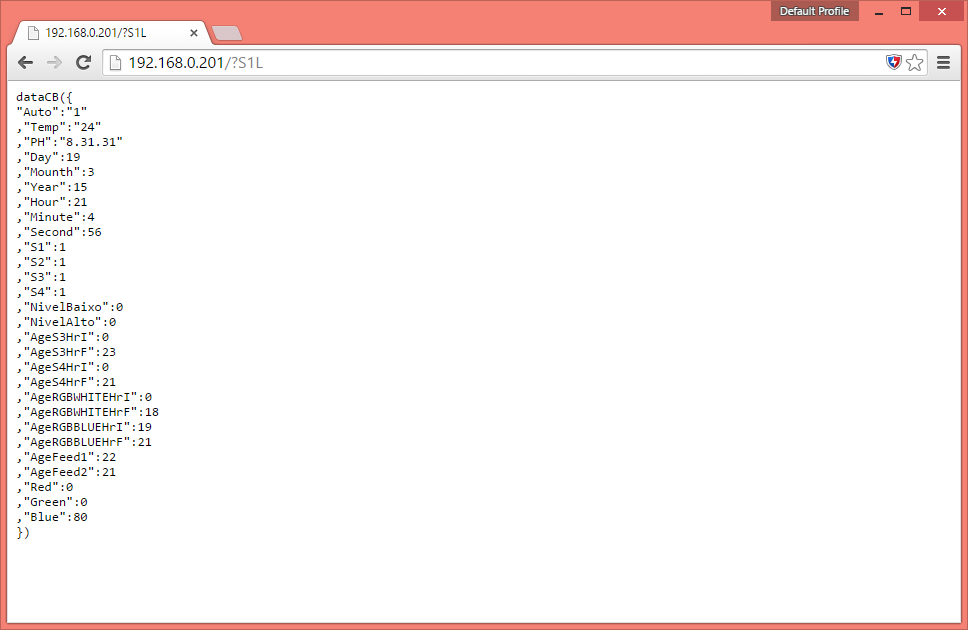 Default Profile
192.168.0.201/?S1L
192.168.0.201/?S1L
dataCB({
"Auto":"1"
,"Temp":"24"
,"PH":"8.31.31"
,"Day":19
,"Mounth":3
,"Year":15
,"Hour":21
,"Minute":4
,"Second":56
,"S1":1
,"S2":1
,"S3":1
,"S4":1
,"NivelBaixo":0
,"NivelAlto":0
,"AgeS3HrI":0
,"AgeS3HrF":23
,"AgeS4HrI":0
,"AgeS4HrF":21
,"AgeRGBWHITEHrI":0
,"AgeRGBWHITEHrF":18
,"AgeRGBBLUEHrI":19
,"AgeRGBBLUEHrF":21
,"AgeFeed1":22
,"AgeFeed2":21
,"Red":0
,"Green":0
,"Blue":80
})